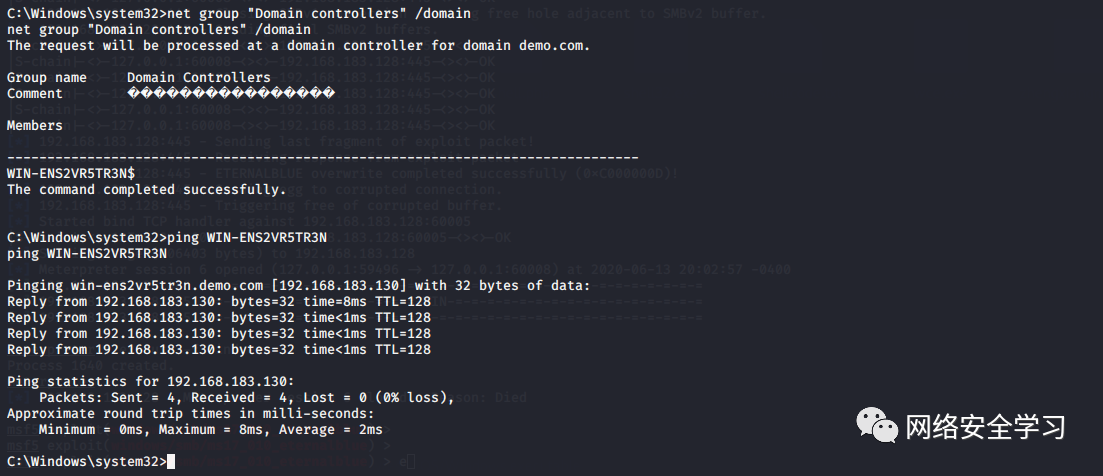 C:\Windows\system32>net group "Domain controllers" /domain
net group "Domain controllers" /domain
The request will be processed at a domain controller for domain demo.com.
Group name     Domain Controllers
Comment        �������������������
Members
-------------------------------------------------------------------------------
WIN-ENS2VR5TR3N$
The command completed successfully.
C:\Windows\system32>ping WIN-ENS2VR5TR3N
ping WIN-ENS2VR5TR3N
Pinging win-ens2vr5tr3n.demo.com [192.168.183.130] with 32 bytes of data:
Reply from 192.168.183.130: bytes=32 time=8ms TTL=128
Reply from 192.168.183.130: bytes=32 time<1ms TTL=128
Reply from 192.168.183.130: bytes=32 time<1ms TTL=128
Reply from 192.168.183.130: bytes=32 time<1ms TTL=128
Ping statistics for 192.168.183.130:
    Packets: Sent = 4, Received = 4, Lost = 0 (0% loss),
Approximate round trip times in milli-seconds:
    Minimum = 0ms, Maximum = 8ms, Average = 2ms
C:\Windows\system32>
网络安全学习